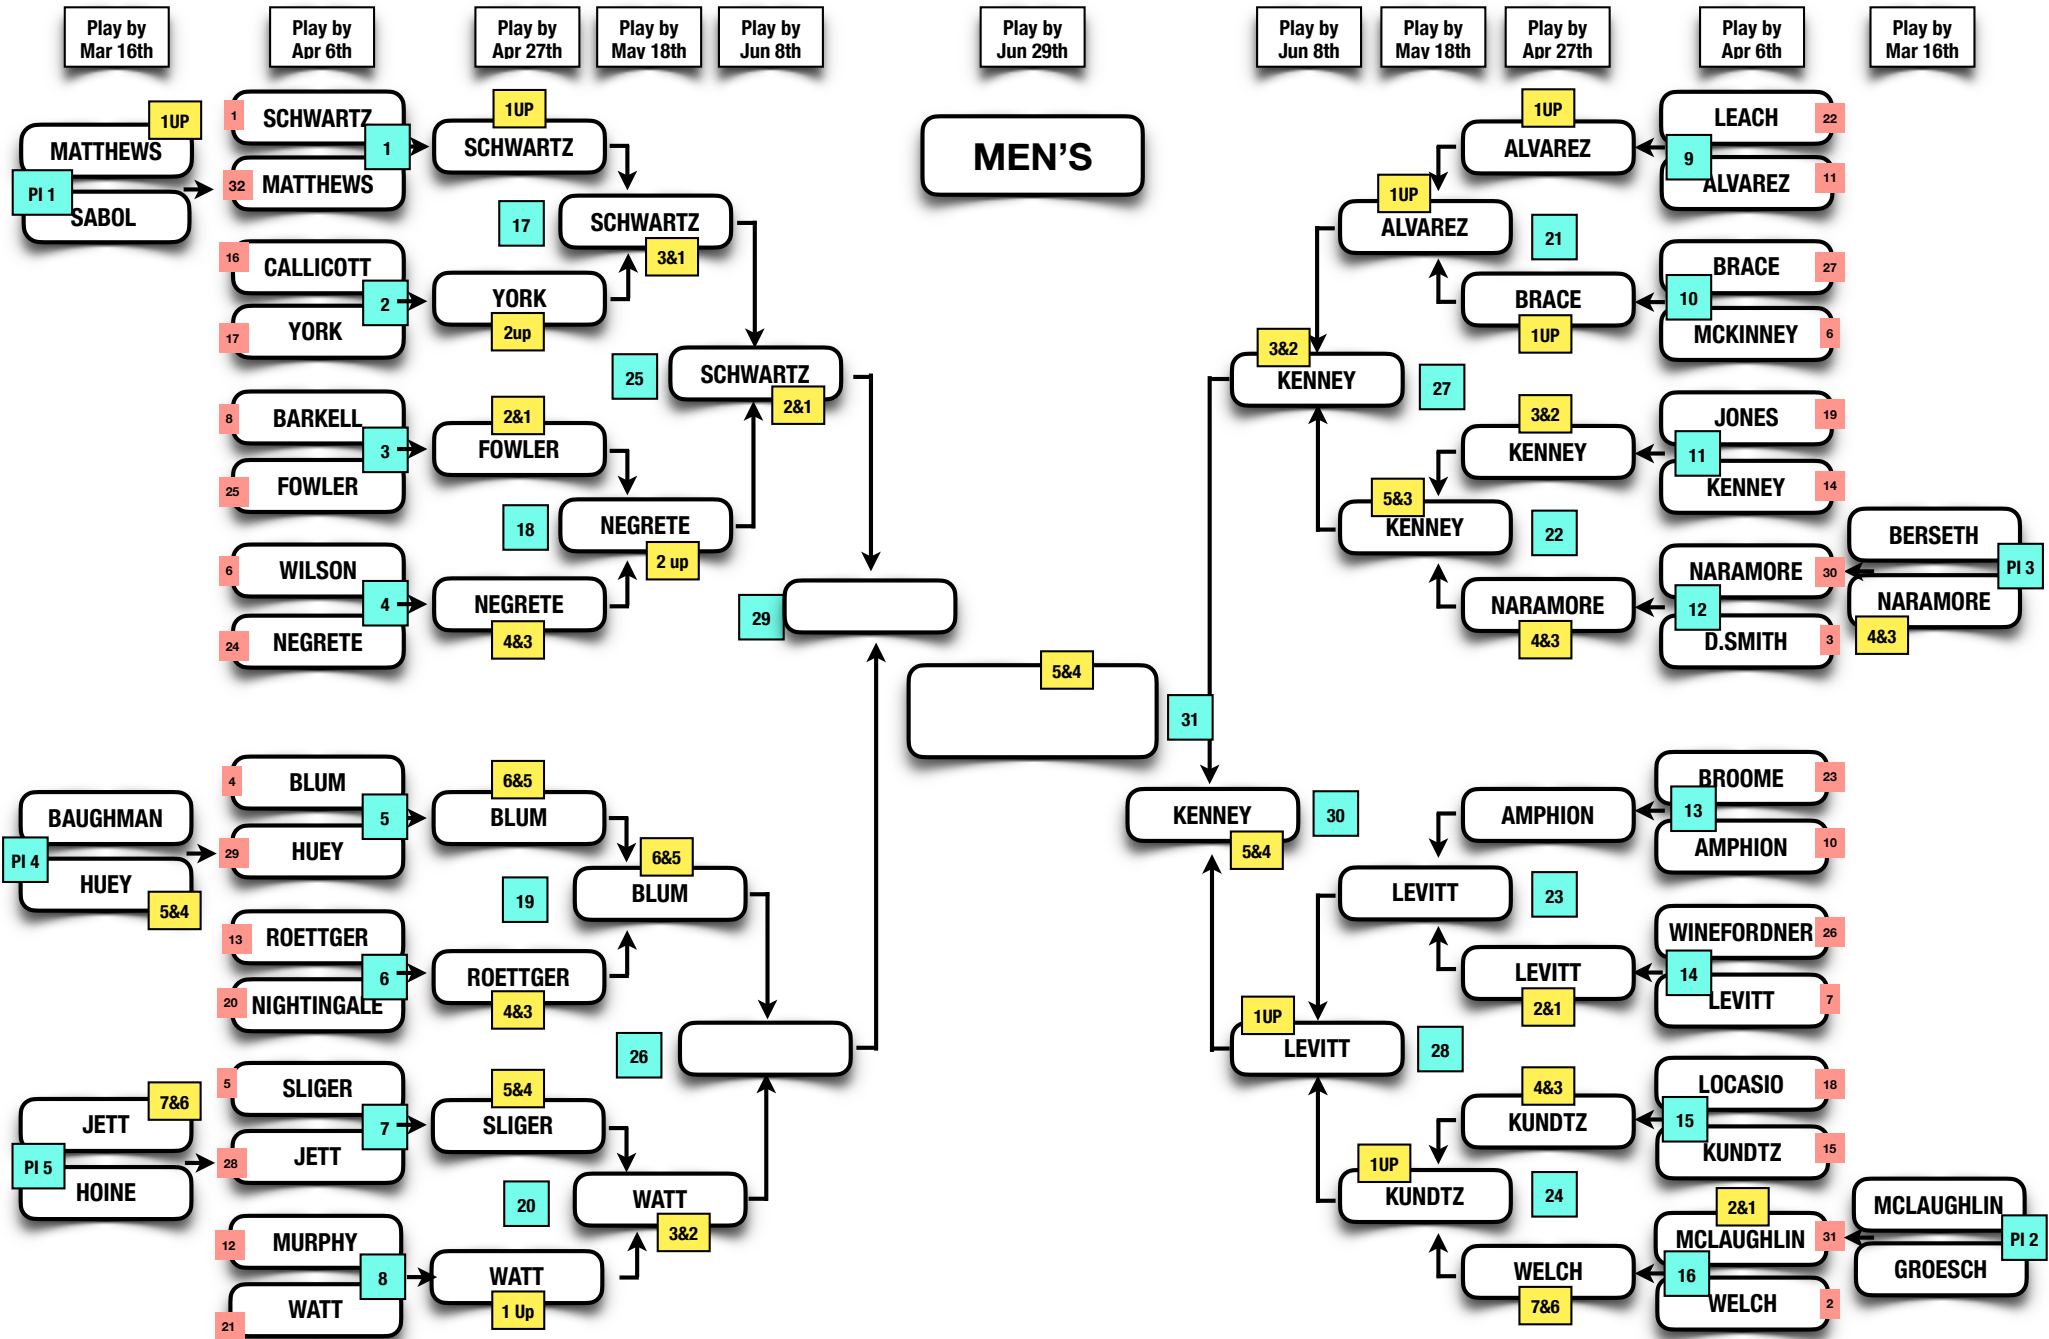 Play by
Mar 16th
Play by
Apr 6th
Play by
Apr 27th
Play by
May 18th
Play by
Jun 8th
Play by
Jun 29th
Play by
Jun 8th
Play by
May 18th
Play by
Apr 27th
Play by
Apr 6th
Play by
Mar 16th
MEN'S
1UP
MATTHEWS
PI 1
SABOL
BAUGHMAN
PI 4
HUEY
5&4
7&6
JETT
PI 5
HOINE
1
SCHWARTZ
1
32
MATTHEWS
16
CALLICOTT
2
17
YORK
8
BARKELL
3
25
FOWLER
6
WILSON
4
24
NEGRETE
4
BLUM
5
29
HUEY
13
ROETTGER
6
20
NIGHTINGALE
5
SLIGER
7
28
JETT
12
MURPHY
8
21
WATT
1UP
SCHWARTZ
17
YORK
2up
2&1
FOWLER
18
NEGRETE
4&3
6&5
BLUM
19
ROETTGER
4&3
5&4
SLIGER
20
WATT
1 Up
SCHWARTZ
3&1
25
NEGRETE
2 up
6&5
BLUM
26
WATT
3&2
SCHWARTZ
2&1
29
5&4
31
KENNEY
5&4
30
3&2
KENNEY
27
1UP
LEVITT
28
1UP
ALVAREZ
21
5&3
KENNEY
22
LEVITT
23
1UP
KUNDTZ
24
1UP
ALVAREZ
BRACE
1UP
3&2
KENNEY
NARAMORE
4&3
AMPHION
LEVITT
2&1
4&3
KUNDTZ
WELCH
7&6
LEACH
22
9
ALVAREZ
11
BRACE
27
10
MCKINNEY
6
JONES
19
11
KENNEY
14
NARAMORE
30
12
D.SMITH
3
BROOME
23
13
AMPHION
10
WINEFORDNER
26
14
LEVITT
7
LOCASIO
18
15
KUNDTZ
15
2&1
MCLAUGHLIN
31
16
WELCH
2
BERSETH
PI 3
NARAMORE
4&3
MCLAUGHLIN
PI 2
GROESCH